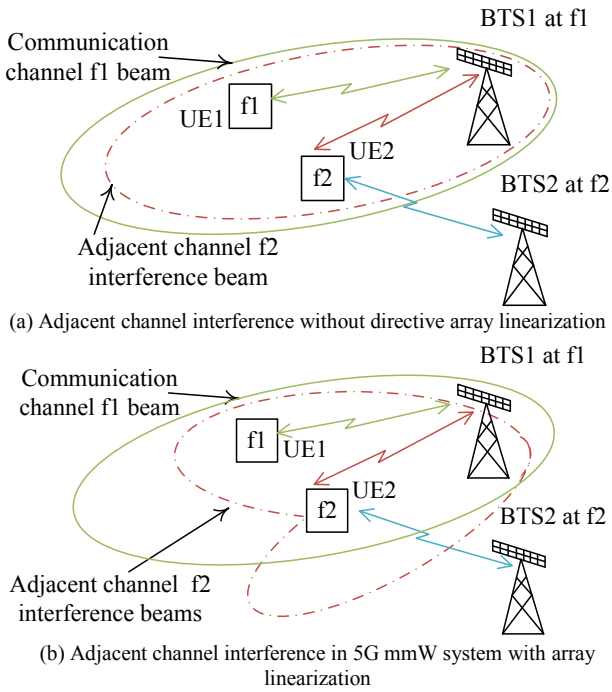 BTS1 at f1
Communication
channel f1 beam
f1
UE1
UE2
f2
BTS2 at f2
Adjacent channel f2
interference beam
(a) Adjacent channel interference without directive array linearization
BTS1 at f1
Communication
channel f1 beam
f1
UE1
UE2
f2
BTS2 at f2
Adjacent channel f2
interference beams
(b) Adjacent channel interference in 5G mmW system with array
linearization